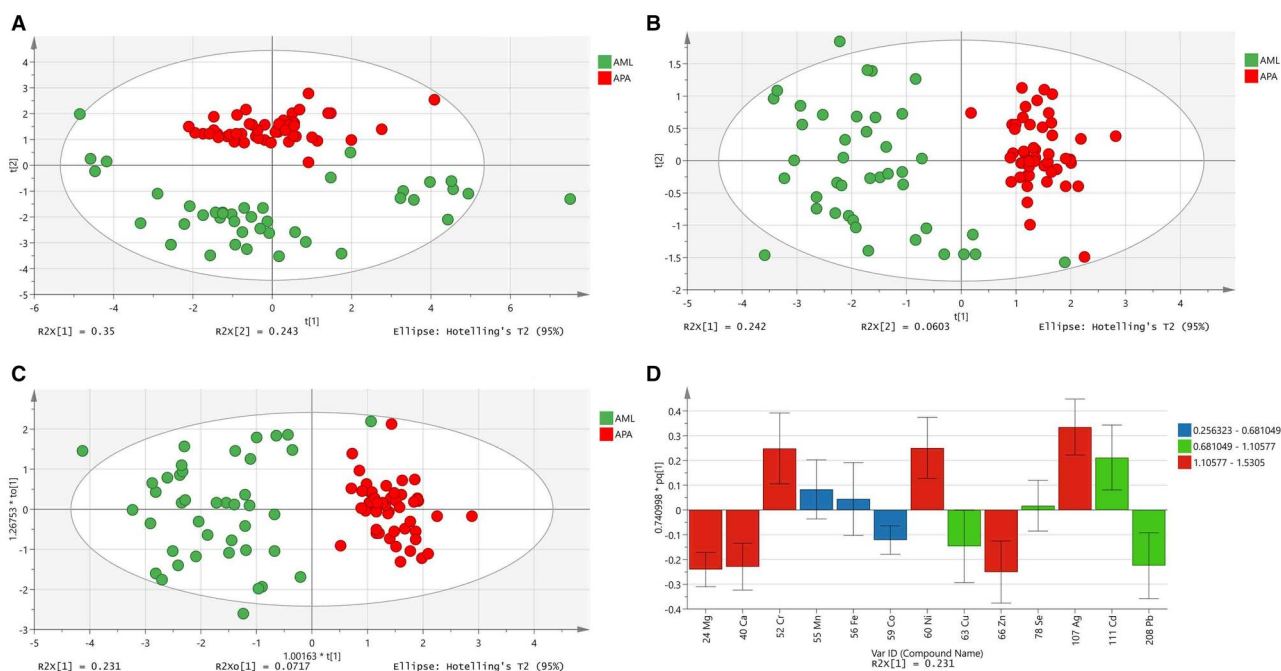 A
AML
APA
t[2]
4
3
2
1
0
-1
-2
-3
-4
-5
-6
-4
-2
0
2
4
6
8
t[1]
R2X[1] = 0.35
R2X[2] = 0.243
Ellipse: Hotelling's T2 (95%)
B
AML
APA
t[2]
1.5
1
0.5
0
-0.5
-1
-1.5
-2
-5
-4
-3
-2
-1
0
1
2
3
4
t[1]
R2X[1] = 0.242
R2X[2] = 0.0603
Ellipse: Hotelling's T2 (95%)
C
AML
APA
1.26753 * to[1]
2
1
0
-1
-2
-3
-5
-4
-3
-2
-1
0
1
2
3
4
5
1.00163 * t[1]
R2X[1] = 0.231
R2Xo[1] = 0.0717
Ellipse: Hotelling's T2 (95%)
D
0.256323 - 0.681049
0.681049 - 1.10577
1.10577 - 1.5305
0.740998 * pq[1]
0.4
0.3
0.2
0.1
0
-0.1
-0.2
-0.3
-0.4
24 Mg
40 Ca
52 Cr
55 Mn
56 Fe
59 Co
60 Ni
63 Cu
66 Zn
78 Se
107 Ag
111 Cd
208 Pb
Var ID (Compound Name)
R2X[1] = 0.231